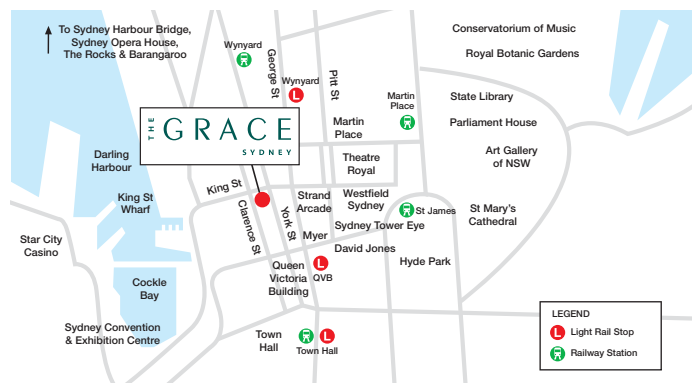 To Sydney Harbour Bridge,
Sydney Opera House,
The Rocks & Barangaroo
Conservatorium of Music
Royal Botanic Gardens
Wynyard
George St
Wynyard
Pitt St
Martin
Place
State Library
Parliament House
Art Gallery
of NSW
THE
GRACE
SYDNEY
Martin
Place
Theatre
Royal
Darling
Harbour
King St
King St
Wharf
Clarence St
York St
Strand
Arcade
Westfield
Sydney
St James
St Mary's
Cathedral
Sydney Tower Eye
Myer
David Jones
Hyde Park
Star City
Casino
Queen
Victoria
Building
L
QVB
Cockle
Bay
Sydney Convention
& Exhibition Centre
Town
Hall
L
Town Hall
L
LEGEND
L Light Rail Stop
Railway Station